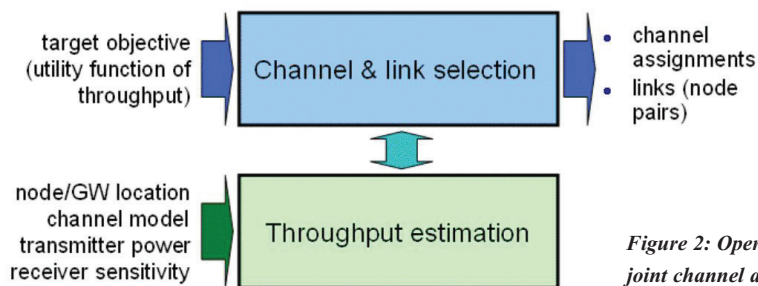 target objective
(utility function of
throughput)
Channel & link selection
• channel
assignments
• links (node
pairs)
node/GW location
channel model
transmitter power
receiver sensitivity
Throughput estimation
Figure 2: Oper
joint channel a